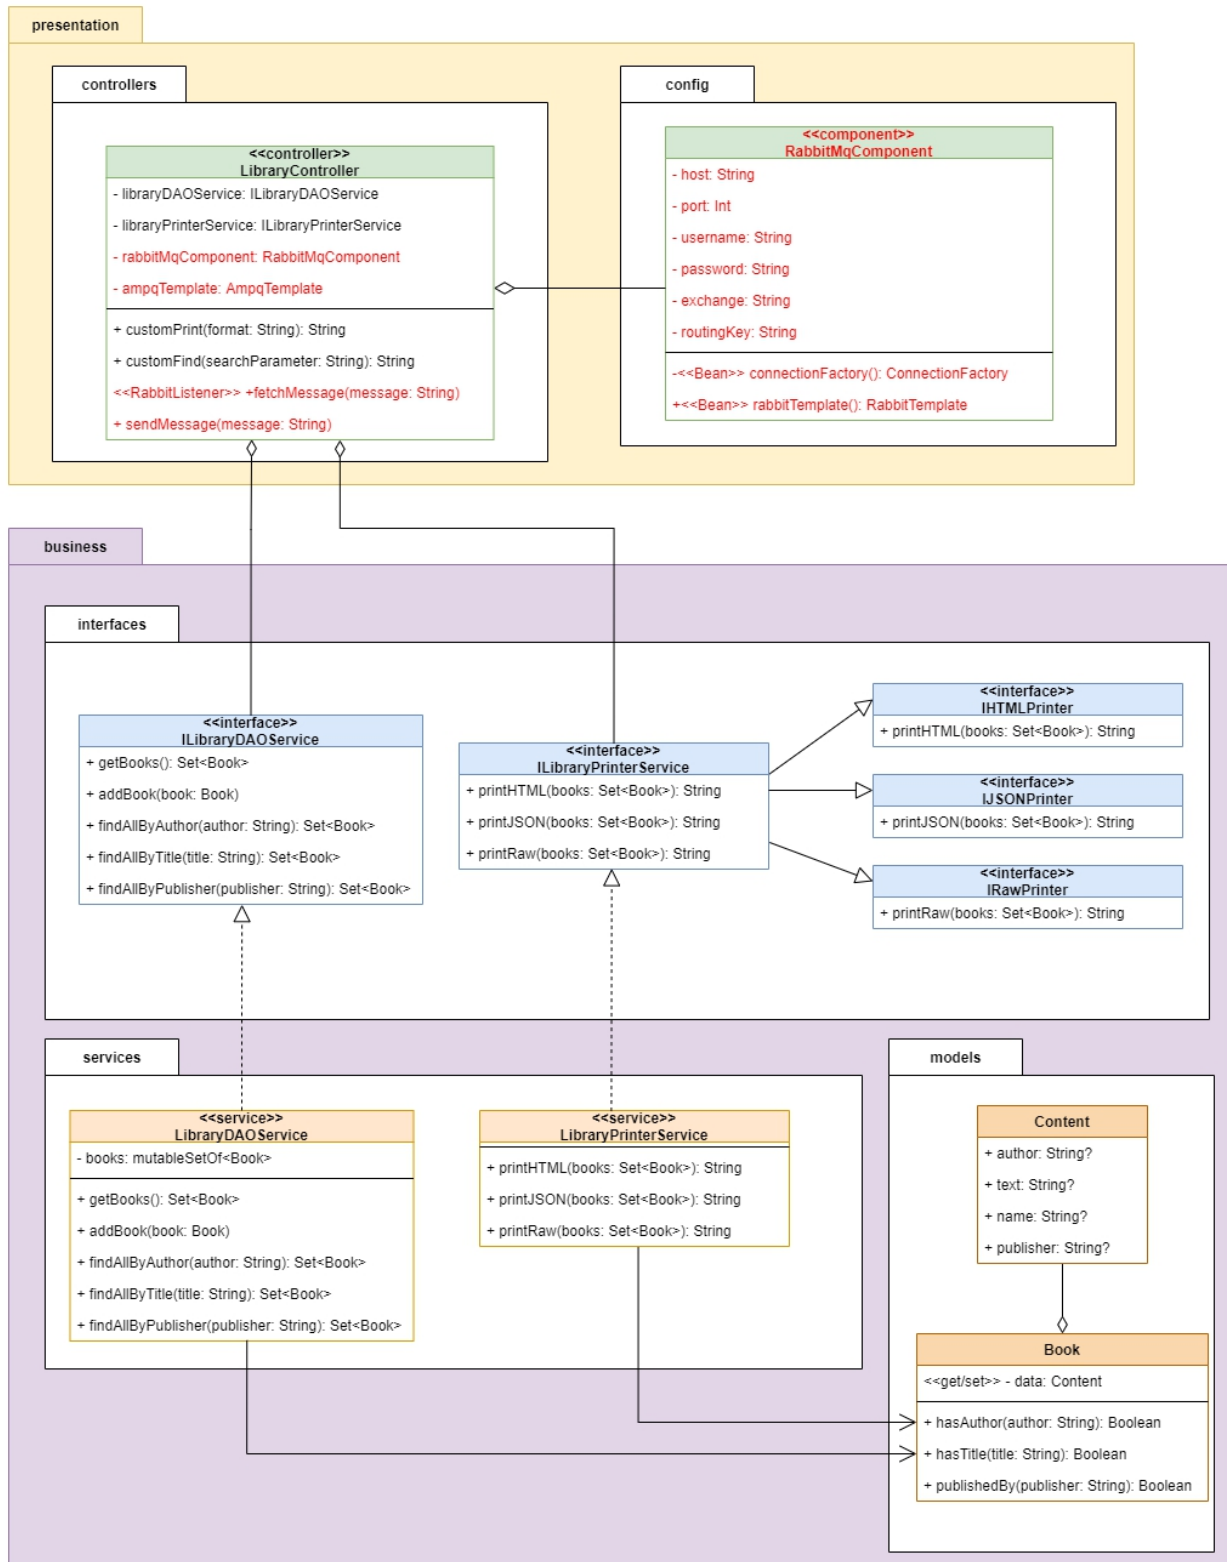 presentation
controllers
<<controller>>
LibraryController
- libraryDAOService: ILibraryDAOService
- libraryPrinterService: ILibraryPrinterService
- rabbitMqComponent: RabbitMqComponent
- ampqTemplate: AmpqTemplate
+ customPrint(format: String): String
+ customFind(searchParameter: String): String
<<RabbitListener>> +fetchMessage(message: String)
+ sendMessage(message: String)
config
<<component>>
RabbitMqComponent
- host: String
- port: Int
- username: String
- password: String
- exchange: String
- routingKey: String
-<<Bean>> connectionFactory(): ConnectionFactory
+<<Bean>> rabbitTemplate(): RabbitTemplate
business
interfaces
<<interface>>
ILibraryDAOService
+ getBooks(): Set<Book>
+ addBook(book: Book)
+ findAllByAuthor(author: String): Set<Book>
+ findAllByTitle(title: String): Set<Book>
+ findAllByPublisher(publisher: String): Set<Book>
<<interface>>
ILibraryPrinterService
+ printHTML(books: Set<Book>): String
+ printJSON(books: Set<Book>): String
+ printRaw(books: Set<Book>): String
<<interface>>
IHTMLPrinter
+ printHTML(books: Set<Book>): String
<<interface>>
IJSONPrinter
+ printJSON(books: Set<Book>): String
<<interface>>
IRawPrinter
+ printRaw(books: Set<Book>): String
services
<<service>>
LibraryDAOService
- books: mutableSetOf<Book>
+ getBooks(): Set<Book>
+ addBook(book: Book)
+ findAllByAuthor(author: String): Set<Book>
+ findAllByTitle(title: String): Set<Book>
+ findAllByPublisher(publisher: String): Set<Book>
<<service>>
LibraryPrinterService
+ printHTML(books: Set<Book>): String
+ printJSON(books: Set<Book>): String
+ printRaw(books: Set<Book>): String
models
Content
+ author: String?
+ text: String?
+ name: String?
+ publisher: String?
Book
<<get/set>> - data: Content
+ hasAuthor(author: String): Boolean
+ hasTitle(title: String): Boolean
+ publishedBy(publisher: String): Boolean